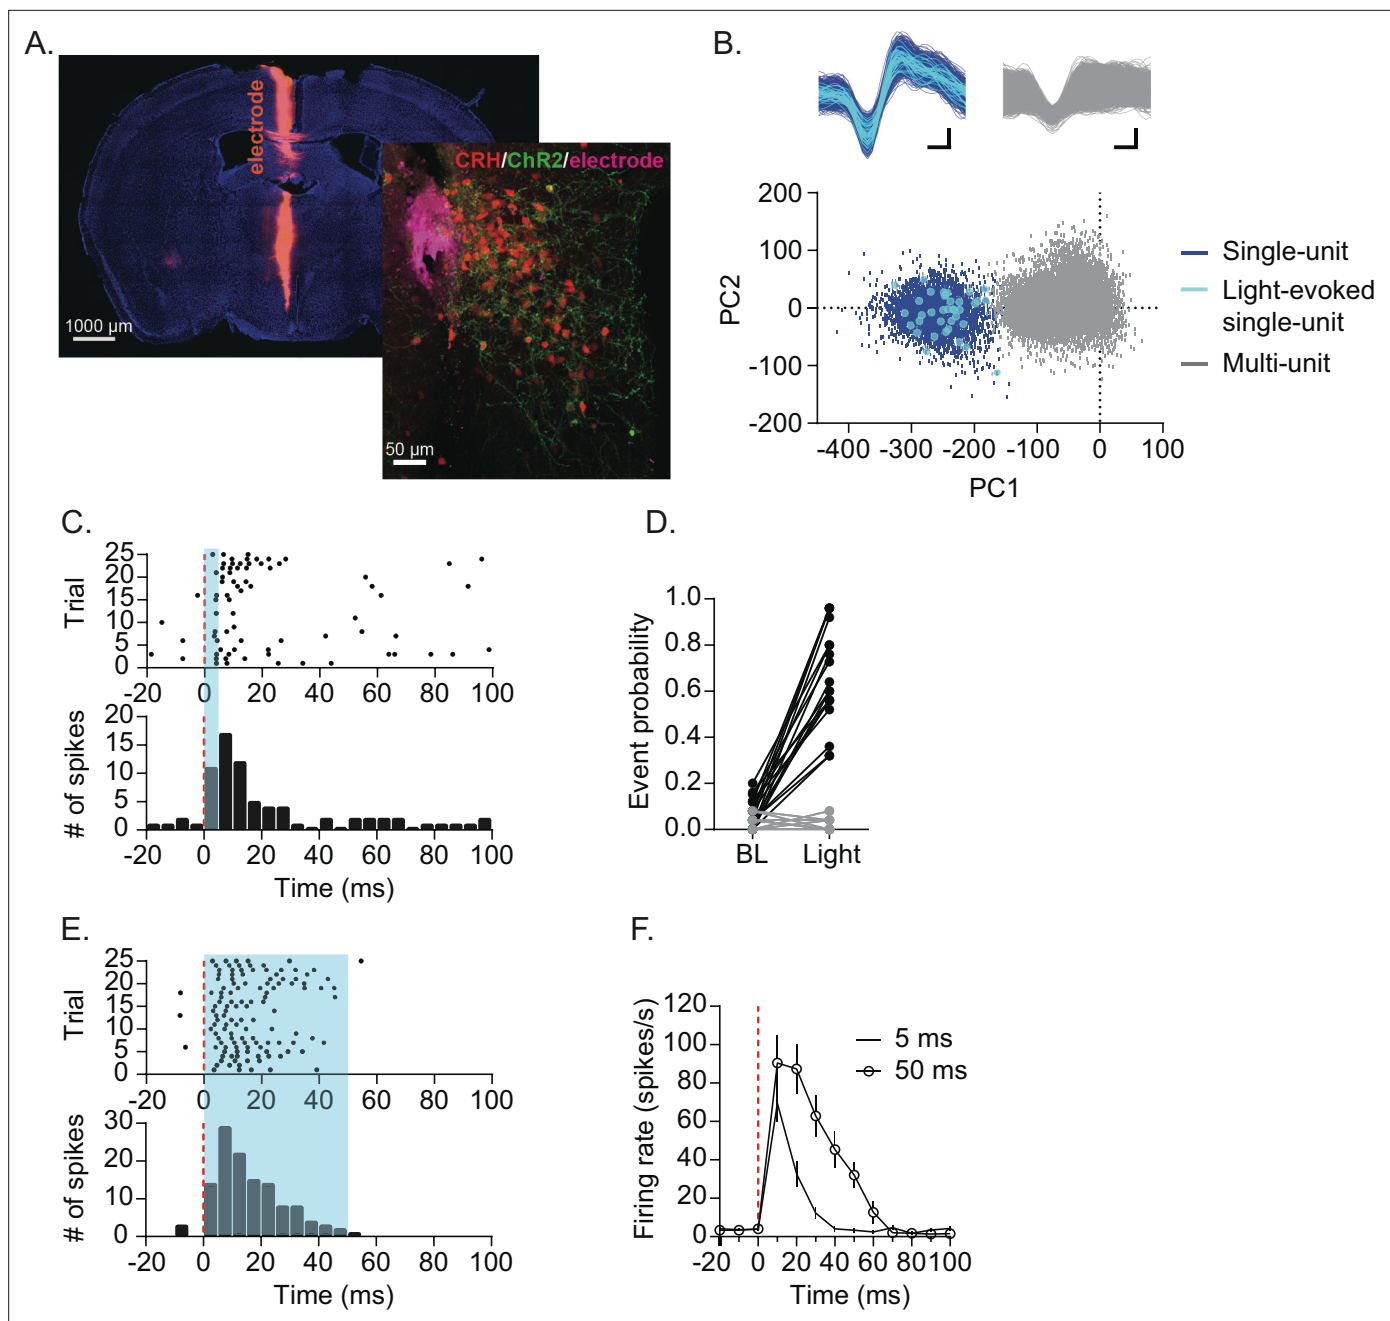 A.
electrode
1000 µm
CRH/ChR2/electrode
50 µm
B.
200
100
0
-100
-200
PC2
-400 -300 -200 -100 0 100
PC1
Single-unit
Light-evoked
single-unit
Multi-unit
C.
25
20
15
10
5
0
Trial
-20 0 20 40 60 80 100
20
15
10
5
0
# of spikes
-20 0 20 40 60 80 100
Time (ms)
D.
1.0
0.8
0.6
0.4
0.2
0.0
Event probability
BL Light
E.
25
20
15
10
5
0
Trial
-20 0 20 40 60 80 100
30
20
10
0
# of spikes
-20 0 20 40 60 80 100
Time (ms)
F.
120
100
80
60
40
20
0
Firing rate (spikes/s)
5 ms
50 ms
-20 0 20 40 60 80 100
Time (ms)